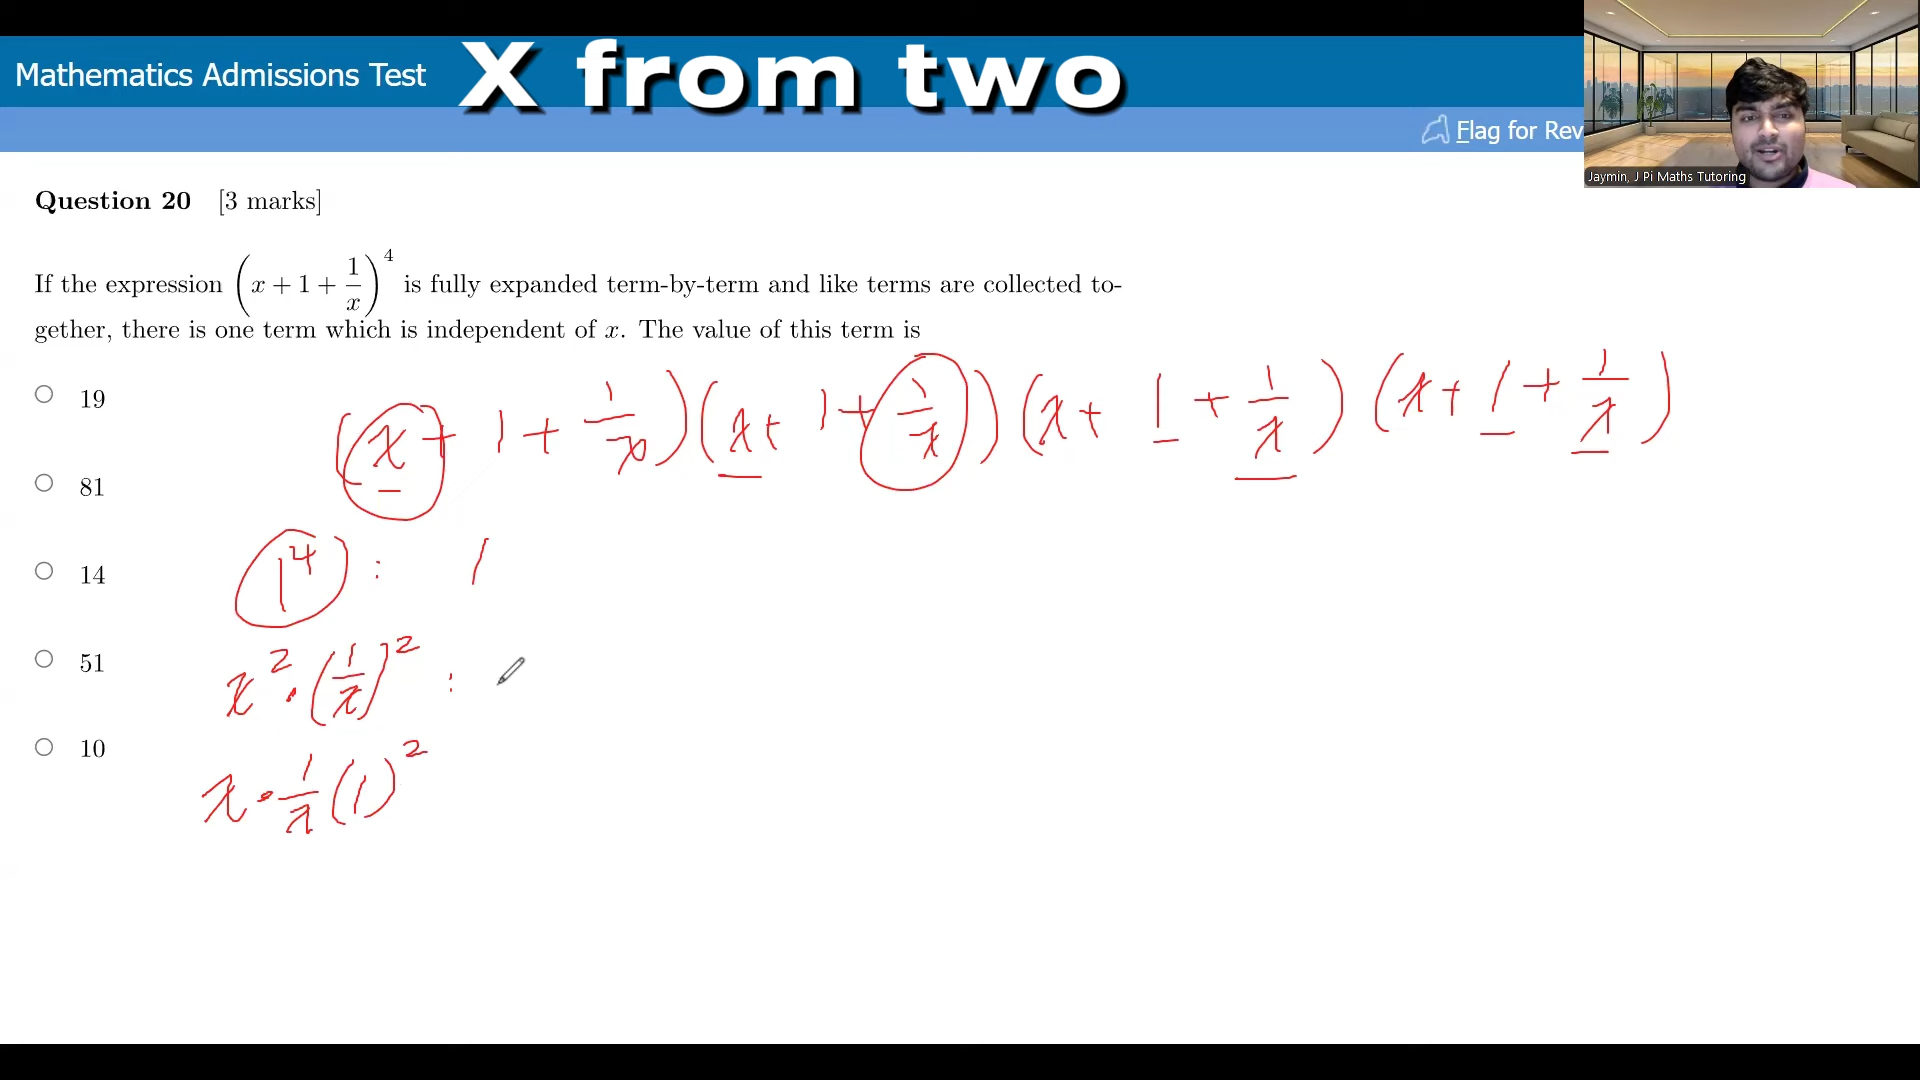 Mathematics Admissions Test
X from two
Flag for Rev
Jaymin, J Pi Maths Tutoring
Question 20 [3 marks]
If the expression (x + 1 + 1/x)^4 is fully expanded term-by-term and like terms are collected to-
gether, there is one term which is independent of x. The value of this term is
(x + 1 + 1/x)(x + 1 + 1/x)(x + 1 + 1/x)(x + 1 + 1/x)
19
81
14
51
10
1^4 : 1
x^2 · (1/x)^2 :
x · 1/x (1)^2